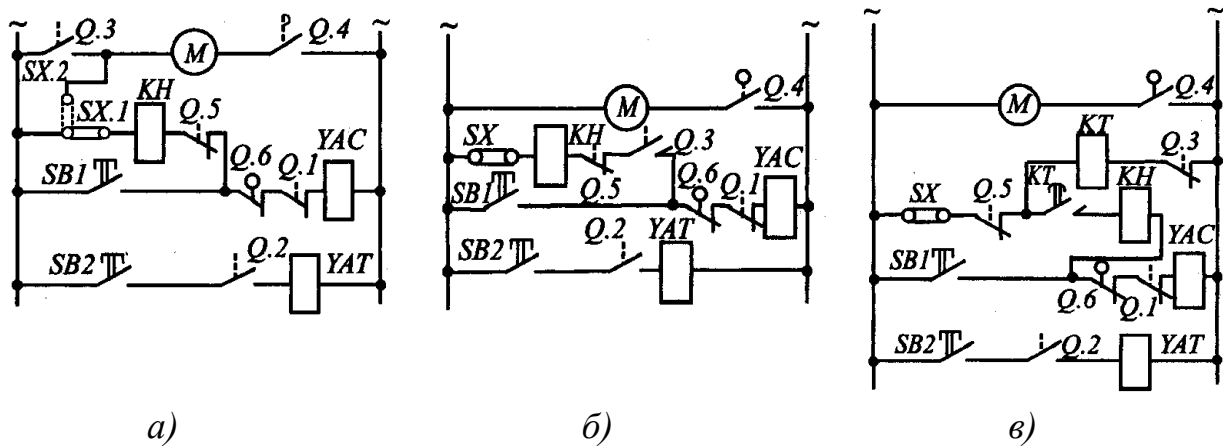 ~ ~
Q.3 M P Q.4
SX.2
SX.1 KH Q.5
SB1 Q.6 Q.1 YAC
SB2 Q.2 YAT
а)
~ ~
M Q.4
SX KH Q.3
SB1 Q.5 Q.6 Q.1 YAC
SB2 Q.2 YAT
б)
~ ~
M Q.4
KT Q.3
SX Q.5 KT KH
SB1 Q.6 Q.1 YAC
SB2 Q.2 YAT
в)